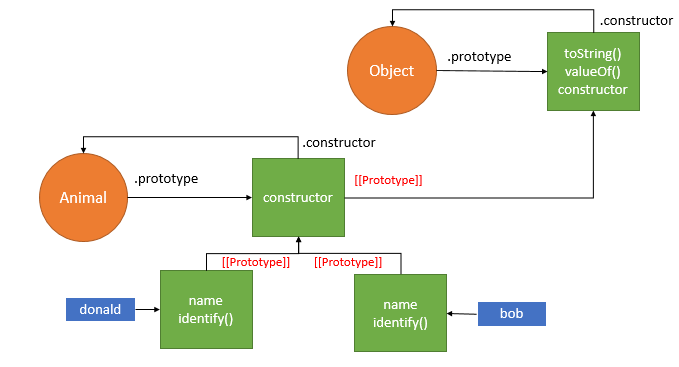 .constructor
Object
.prototype
toString()
valueOf()
constructor
.constructor
Animal
.prototype
constructor
[[Prototype]]
[[Prototype]]
[[Prototype]]
donald
name
identify()
name
identify()
bob